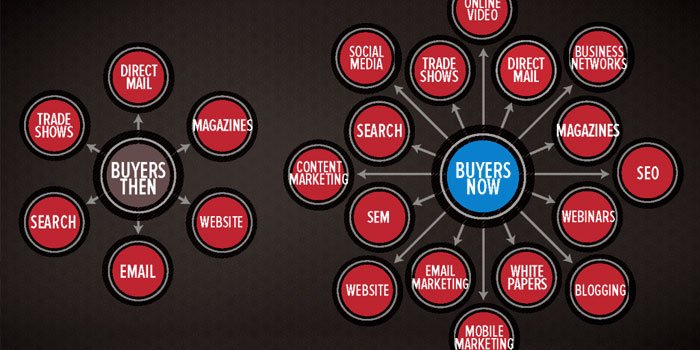 DIRECT
MAIL
TRADE
SHOWS
MAGAZINES
BUYERS
THEN
SEARCH
WEBSITE
EMAIL
ONLINE
VIDEO
SOCIAL
MEDIA
TRADE
SHOWS
DIRECT
MAIL
BUSINESS
NETWORKS
SEARCH
MAGAZINES
CONTENT
MARKETING
BUYERS
NOW
SEO
SEM
WEBINARS
WEBSITE
EMAIL
MARKETING
WHITE
PAPERS
BLOGGING
MOBILE
MARKETING